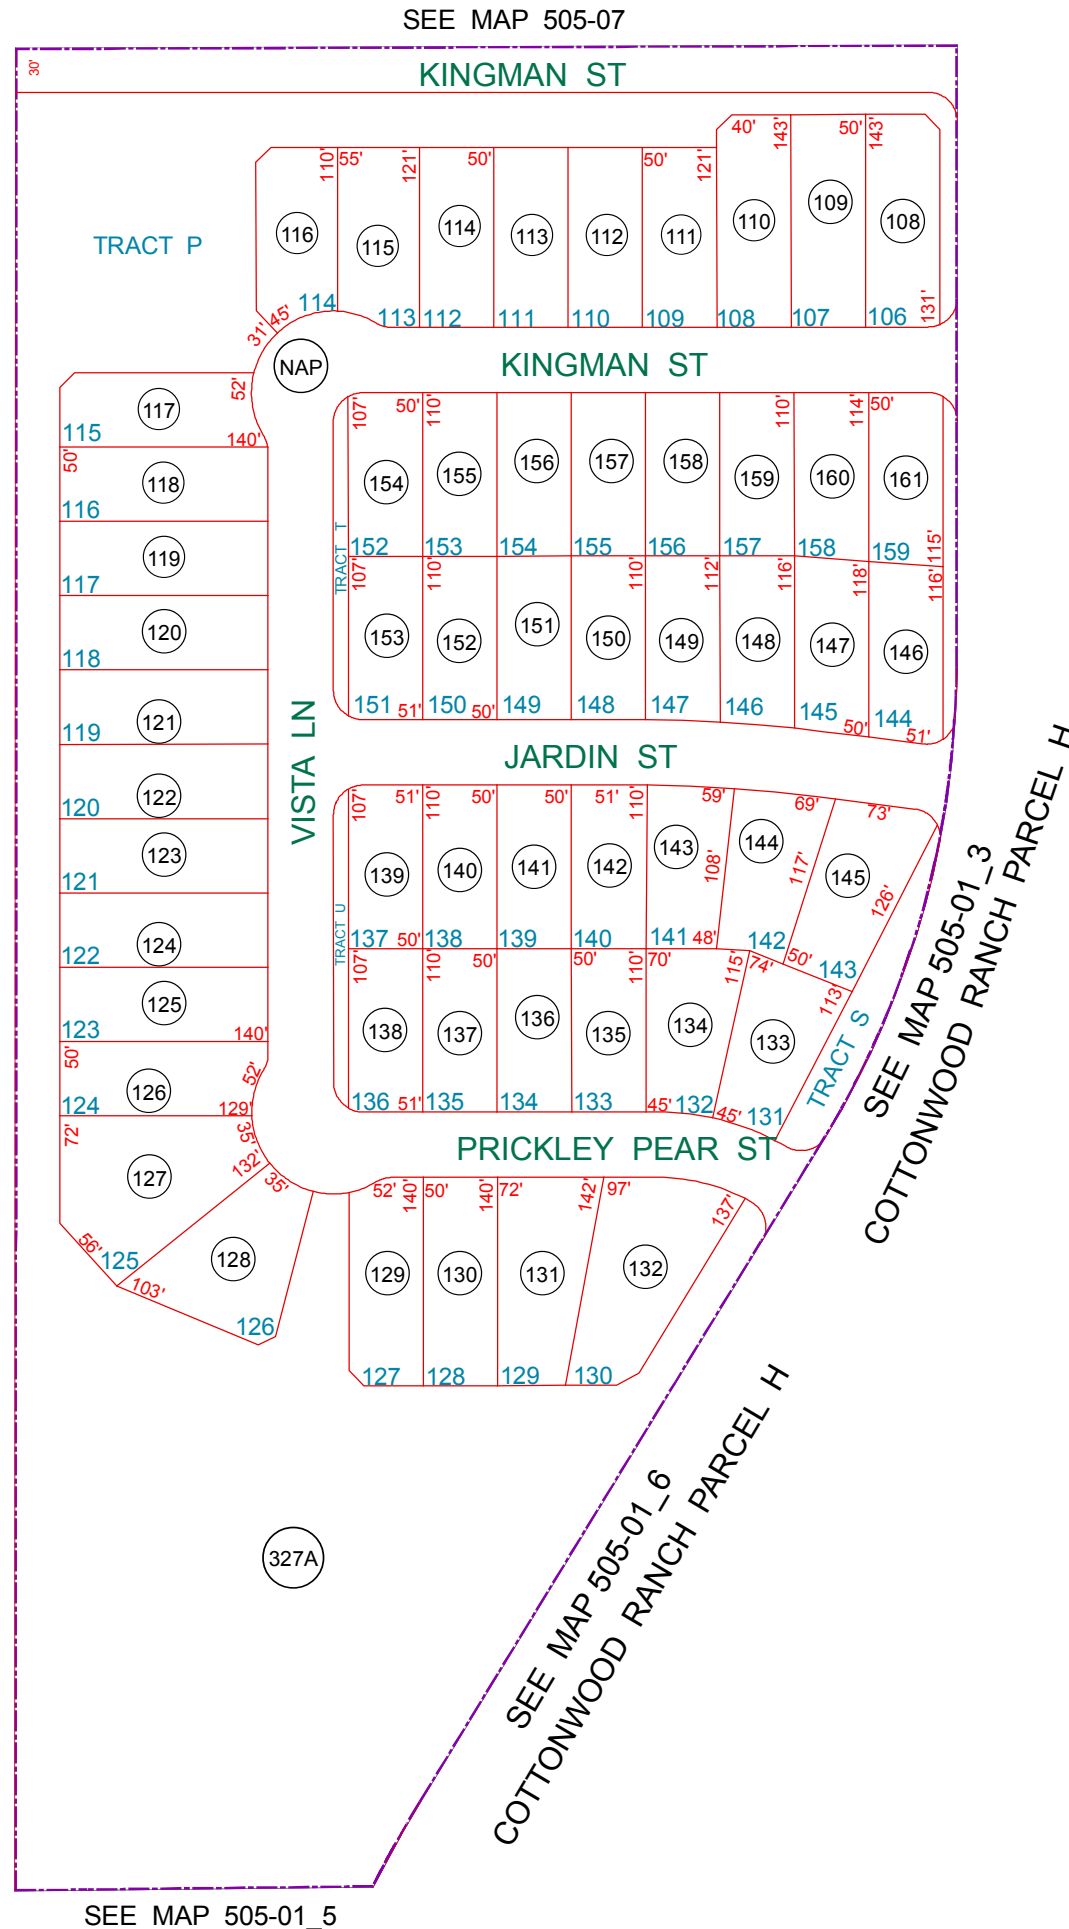 SEE MAP 505-07
30'
KINGMAN ST
40' 143' 50' 143'
110' 55' 121' 50' 50' 121'
116 115 114 113 112 111 110 109 108
TRACT P
114 113 112 111 110 109 108 107 106 131'
31' 45'
NAP
KINGMAN ST
52'
117
115 140'
50'
118
116
119
117
120
118
121
119
122
120
123
121
124
122
125
123 140'
50' 52'
126
124 129'
72' 35'
127
132' 35'
56' 125
128
103'
126
VISTA LN
107' 50' 110' 110' 114' 50'
154 155 156 157 158 159 160 161
TRACT T
152 153 154 155 156 157 158 159 115'
107' 110' 110' 112' 116' 118' 116'
153 152 151 150 149 148 147 146
151 51' 150 50' 149 148 147 146 145 50' 144 51'
JARDIN ST
107' 51' 110' 50' 50' 51' 110' 59' 69' 73'
139 140 141 142 143 144 145
108' 117' 126'
TRACT U
137 50' 138 139 140 141 48' 142 50' 143
107' 110' 50' 50' 110' 70' 115' 74' 113'
138 137 136 135 134 133
TRACT S
136 51' 135 134 133 45' 132 45' 131
PRICKLEY PEAR ST
52' 140' 50' 140' 72' 142' 97' 137'
129 130 131 132
127 128 129 130
SEE MAP 505-01_3
COTTONWOOD RANCH PARCEL H
327A
SEE MAP 505-01_6
COTTONWOOD RANCH PARCEL H
SEE MAP 505-01_5